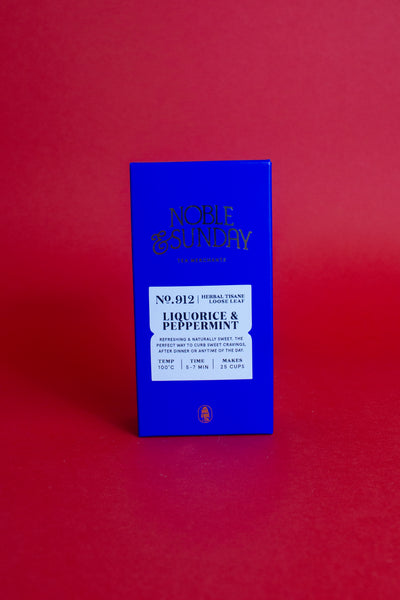 NOBLE
& SUNDAY
TEA MERCHANTS
No. 912 | HERBAL TISANE
LOOSE LEAF
LIQUORICE &
PEPPERMINT
REFRESHING & NATURALLY SWEET. THE
PERFECT WAY TO CURB SWEET CRAVINGS,
AFTER DINNER OR ANYTIME OF THE DAY.
TEMP | TIME | MAKES
100°C | 5-7 MIN | 25 CUPS